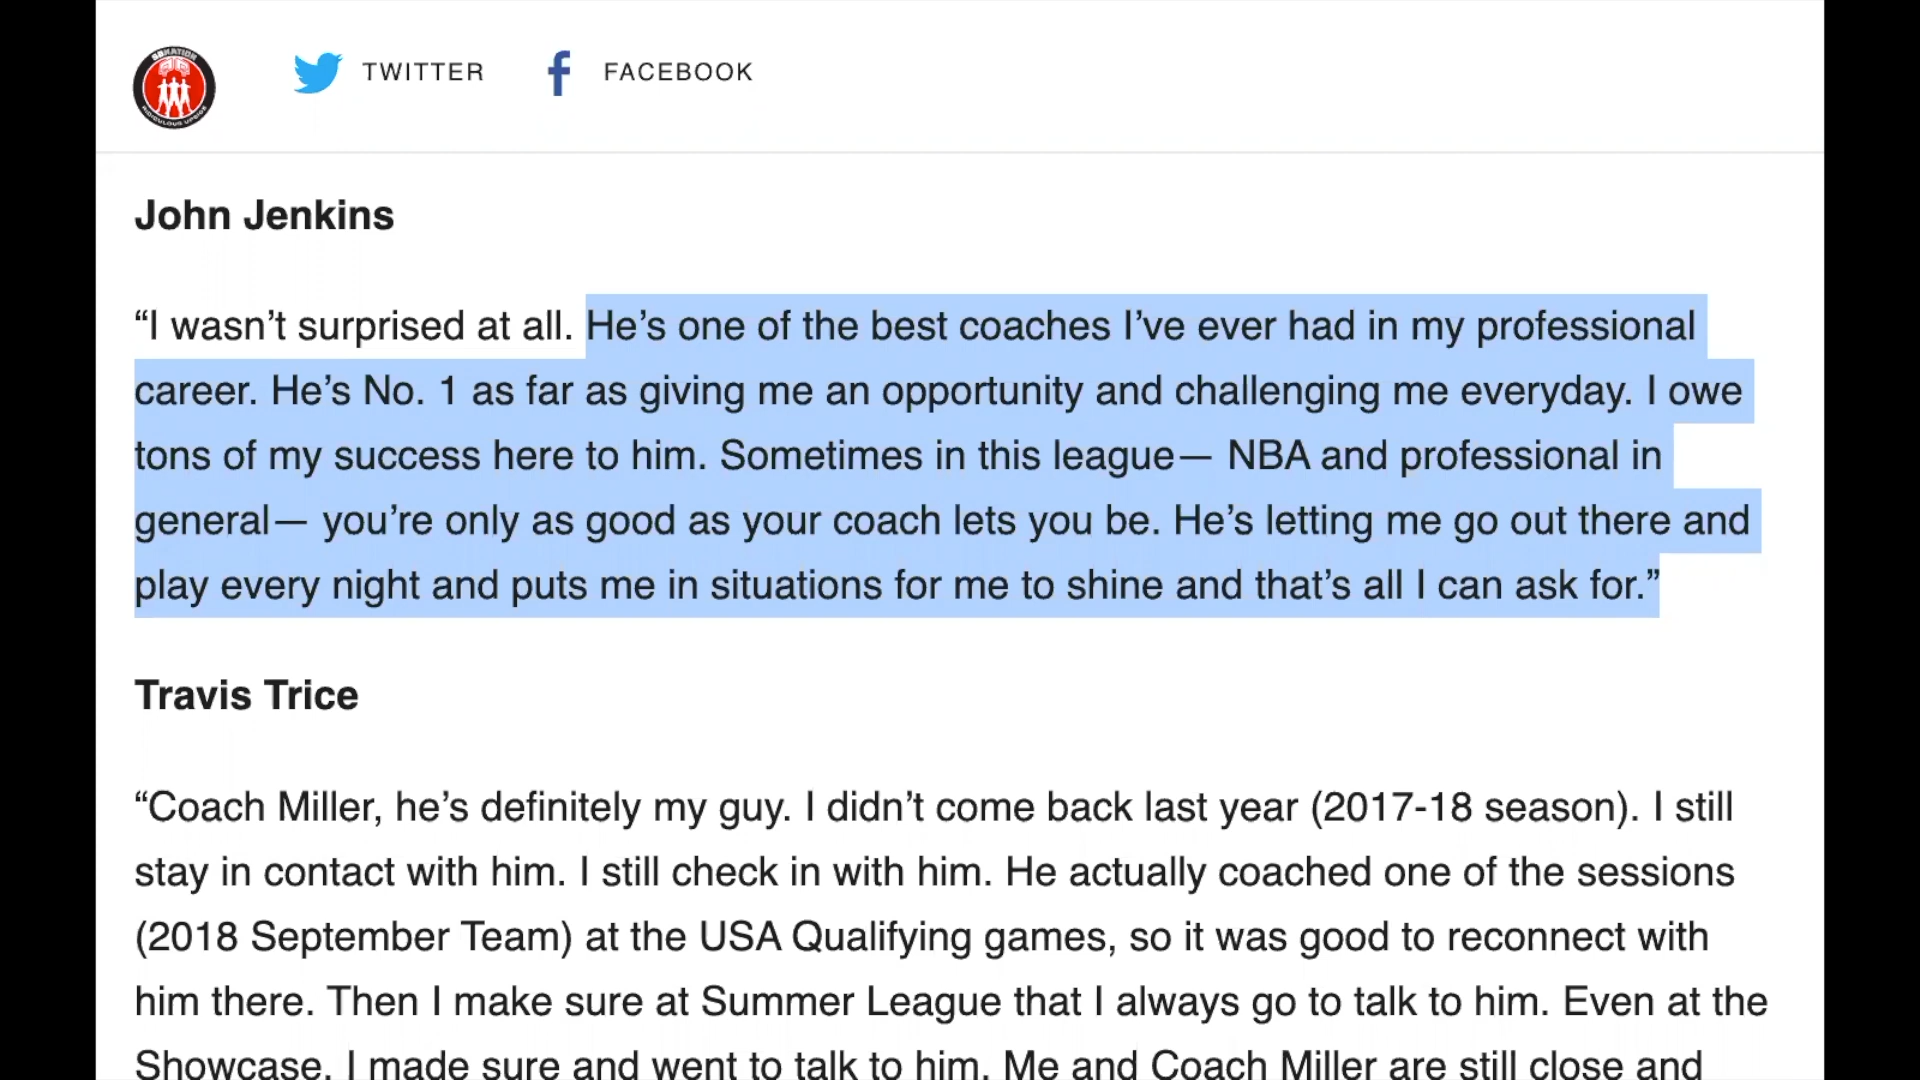 SBNATION
RIDICULOUS UPSIDE
TWITTER
FACEBOOK
John Jenkins
“I wasn’t surprised at all. He’s one of the best coaches I’ve ever had in my professional
career. He’s No. 1 as far as giving me an opportunity and challenging me everyday. I owe
tons of my success here to him. Sometimes in this league— NBA and professional in
general— you’re only as good as your coach lets you be. He’s letting me go out there and
play every night and puts me in situations for me to shine and that’s all I can ask for.”
Travis Trice
“Coach Miller, he’s definitely my guy. I didn’t come back last year (2017-18 season). I still
stay in contact with him. I still check in with him. He actually coached one of the sessions
(2018 September Team) at the USA Qualifying games, so it was good to reconnect with
him there. Then I make sure at Summer League that I always go to talk to him. Even at the
Showcase, I made sure and went to talk to him. Me and Coach Miller are still close and